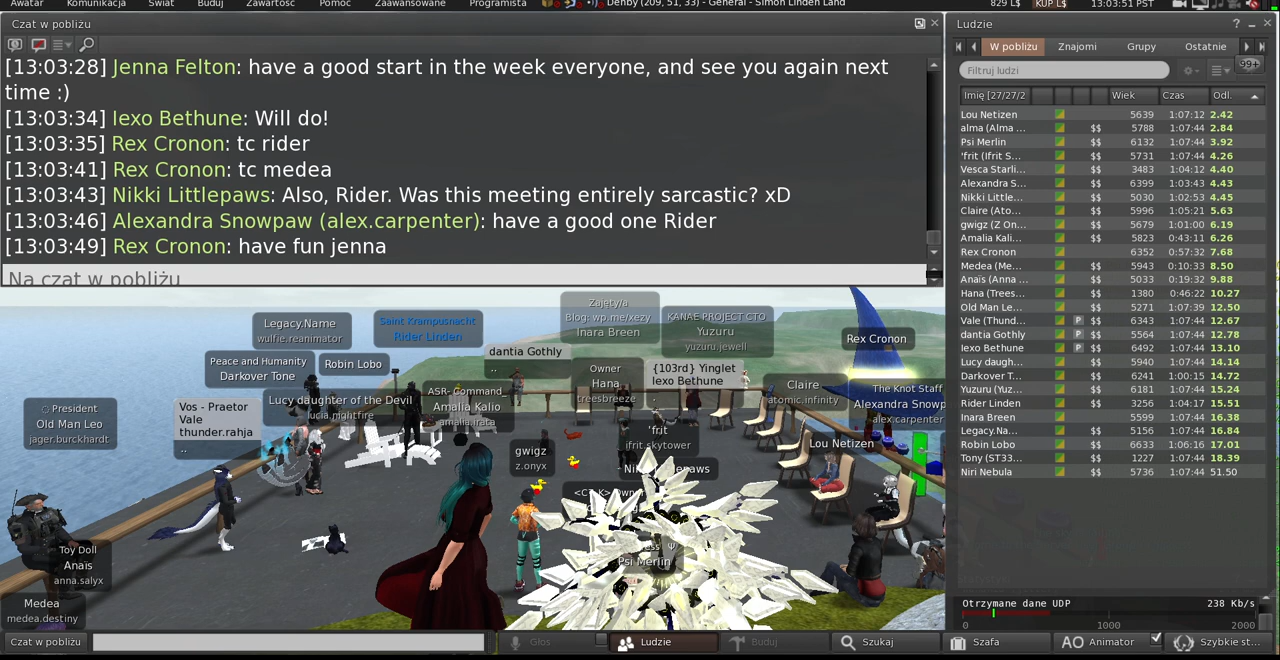 Awatar Komunikacja Świat Buduj Zawartość Pomoc Zaawansowane Programista Denby (209, 51, 33) - General - Simon Linden Land 829 L$ KUP L$ 13:03:51 PST
Czat w pobliżu
[13:03:28] Jenna Felton: have a good start in the week everyone, and see you again next
time :)
[13:03:34] Iexo Bethune: Will do!
[13:03:35] Rex Cronon: tc rider
[13:03:41] Rex Cronon: tc medea
[13:03:43] Nikki Littlepaws: Also, Rider. Was this meeting entirely sarcastic? xD
[13:03:46] Alexandra Snowpaw (alex.carpenter): have a good one Rider
[13:03:49] Rex Cronon: have fun jenna
Na czat w pobliżu
Zajęty/a
Blog: wp.me/xezy
Inara Breen
KANAE PROJECT CTO
Yuzuru
yuzuru.jewell
Legacy.Name
wulfie.reanimator
Saint Krampusnacht
Rider Linden
Rex Cronon
dantia Gothly
..
Peace and Humanity
Darkover Tone
Robin Lobo
Owner
Hana
treesbreeze
{103rd} Yinglet
Iexo Bethune
.
Claire
atomic.infinity
The Knot Staff
Alexandra Snowp
alex.carpenter
Lucy daughter of the Devil
lucia.nightfire
ASR- Command
Amalia Kalio
amalia.irata
President
Old Man Leo
jager.burckhardt
Vos - Praetor
Vale
thunder.rahja
..
'frit
ifrit.skytower
Lou Netizen
gwigz
z.onyx
Psi Merlin
Toy Doll
Anaïs
anna.salyx
Medea
medea.destiny
Ludzie
? _ ×
W pobliżu Znajomi Grupy Ostatnie
Filtruj ludzi
99+
Imię [27/27/2 Wiek Czas Odl.
Lou Netizen 5639 1:07:12 2.42
alma (Alma ... $$ 5788 1:07:44 2.84
Psi Merlin 6132 1:07:44 3.92
'frit (Ifrit S... $$ 5731 1:07:44 4.26
Vesca Starli... $$ 3483 1:04:12 4.40
Alexandra S... $$ 6399 1:03:43 4.43
Nikki Little... $$ 5030 1:02:53 4.45
Claire (Ato... $$ 5996 1:05:21 5.63
gwigz (Z On... $$ 5679 1:01:00 6.19
Amalia Kali... $$ 5823 0:43:11 6.26
Rex Cronon 6352 0:57:32 7.68
Medea (Me... $$ 5943 0:10:33 8.50
Anaïs (Anna ... $$ 5033 0:19:32 9.88
Hana (Trees... $$ 1380 0:46:22 10.27
Old Man Le... $$ 5271 1:07:39 12.50
Vale (Thund... P $$ 6343 1:07:44 12.67
dantia Gothly P $$ 5564 1:07:44 12.78
Iexo Bethune P $$ 6492 1:07:44 13.10
Lucy daugh... $$ 5940 1:07:44 14.14
Darkover T... $$ 6241 1:00:15 14.72
Yuzuru (Yuz... $$ 6181 1:07:44 15.24
Rider Linden $$ 3256 1:04:17 15.51
Inara Breen 5599 1:07:44 16.38
Legacy.Na... $$ 5156 1:07:44 16.84
Robin Lobo $$ 6633 1:06:16 17.01
Tony (ST33... $$ 1227 1:07:44 18.39
Niri Nebula $$ 5736 1:07:44 51.50
Otrzymane dane UDP 238 Kb/s
0 1000 2000
Czat w pobliżu Głos Ludzie Buduj Szukaj Szafa AO Animator Szybkie st...